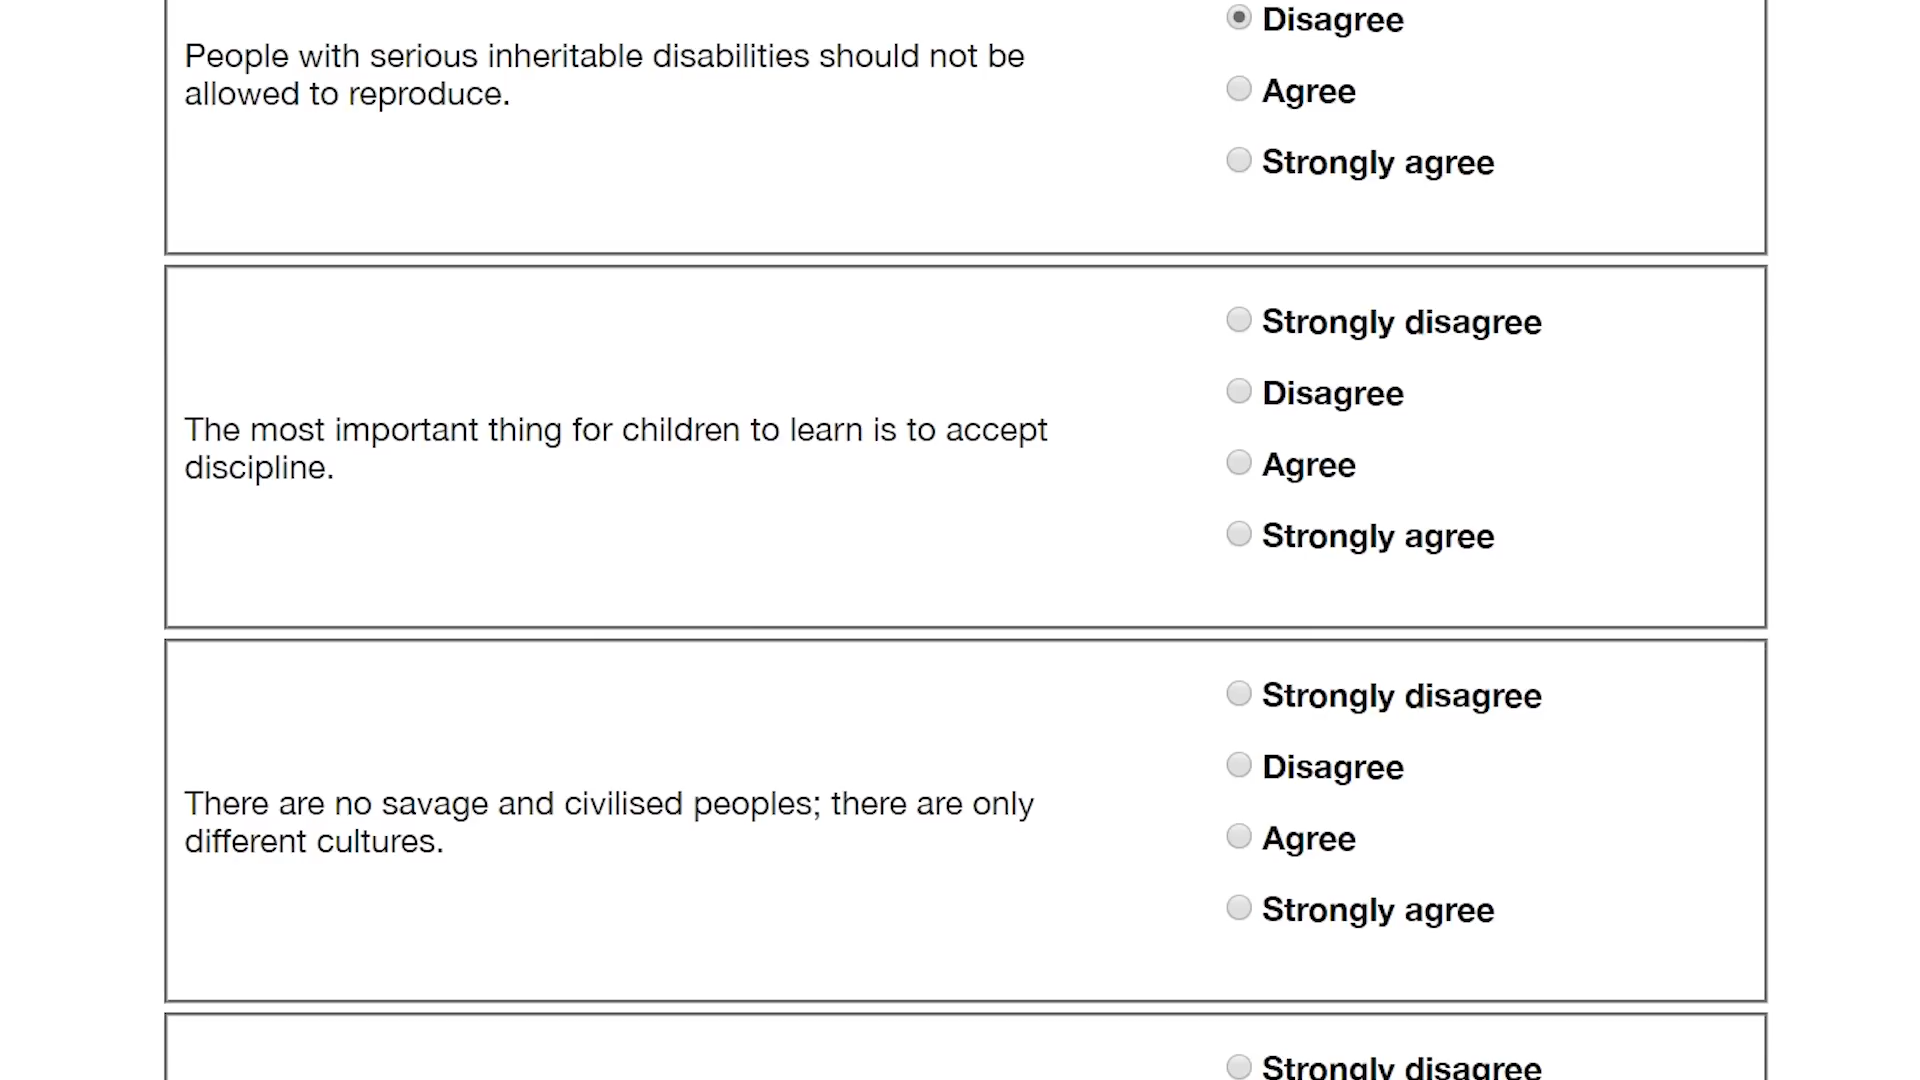 Disagree
People with serious inheritable disabilities should not be
allowed to reproduce.
Agree
Strongly agree
Strongly disagree
Disagree
The most important thing for children to learn is to accept
discipline.
Agree
Strongly agree
Strongly disagree
Disagree
There are no savage and civilised peoples; there are only
different cultures.
Agree
Strongly agree
Strongly disagree